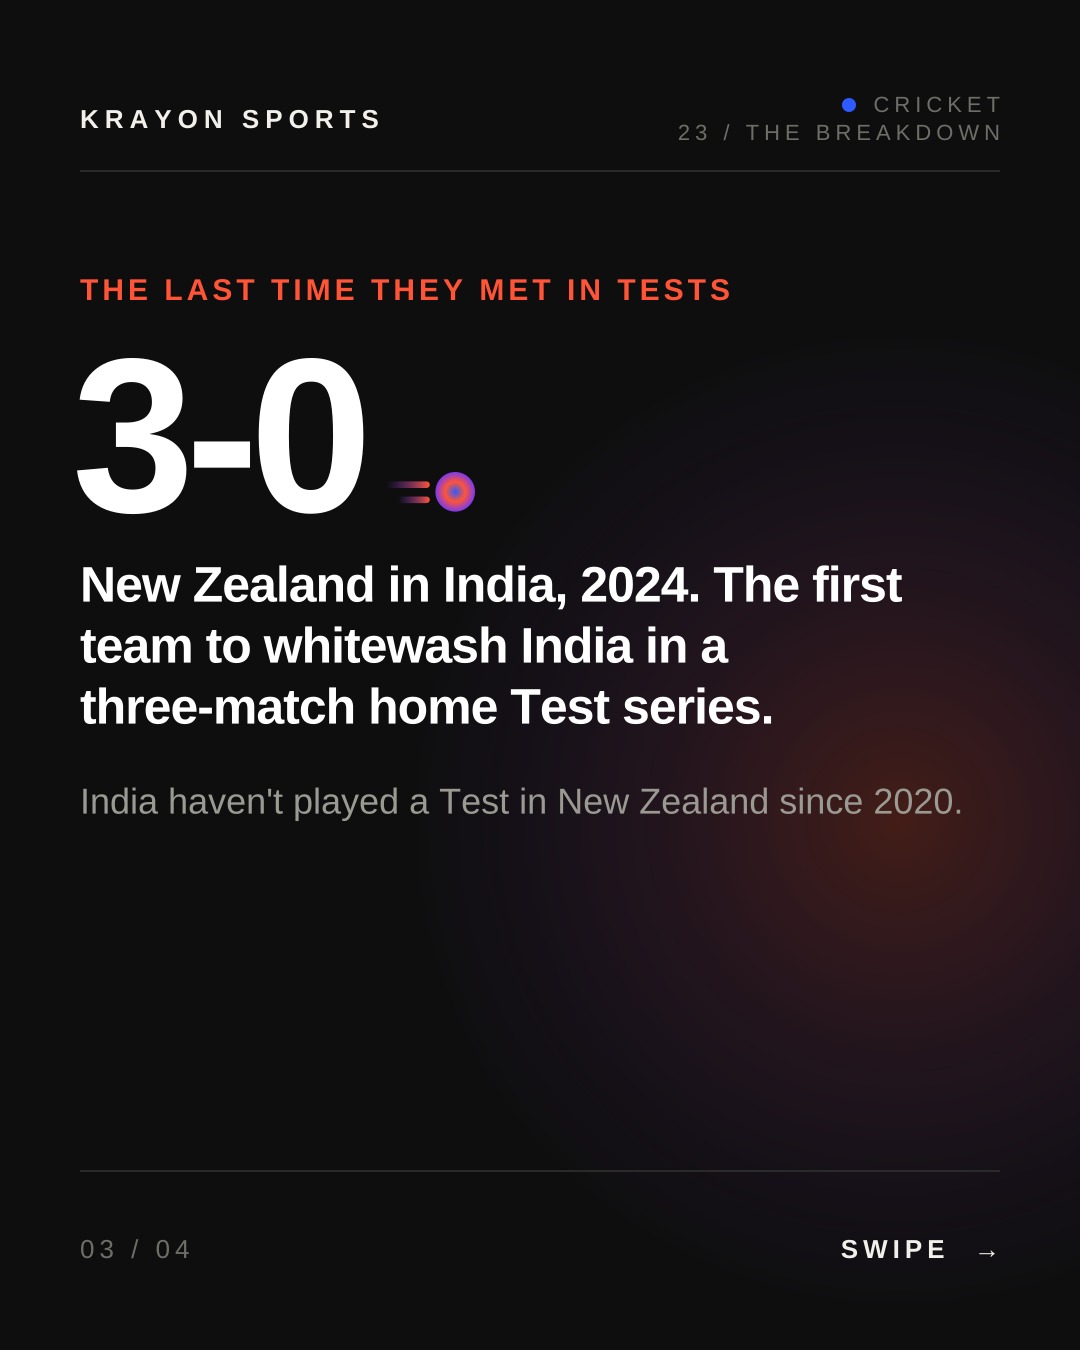 KRAYON SPORTS
CRICKET
23 / THE BREAKDOWN
THE LAST TIME THEY MET IN TESTS
3-0
New Zealand in India, 2024. The first
team to whitewash India in a
three-match home Test series.
India haven't played a Test in New Zealand since 2020.
03 / 04
SWIPE →